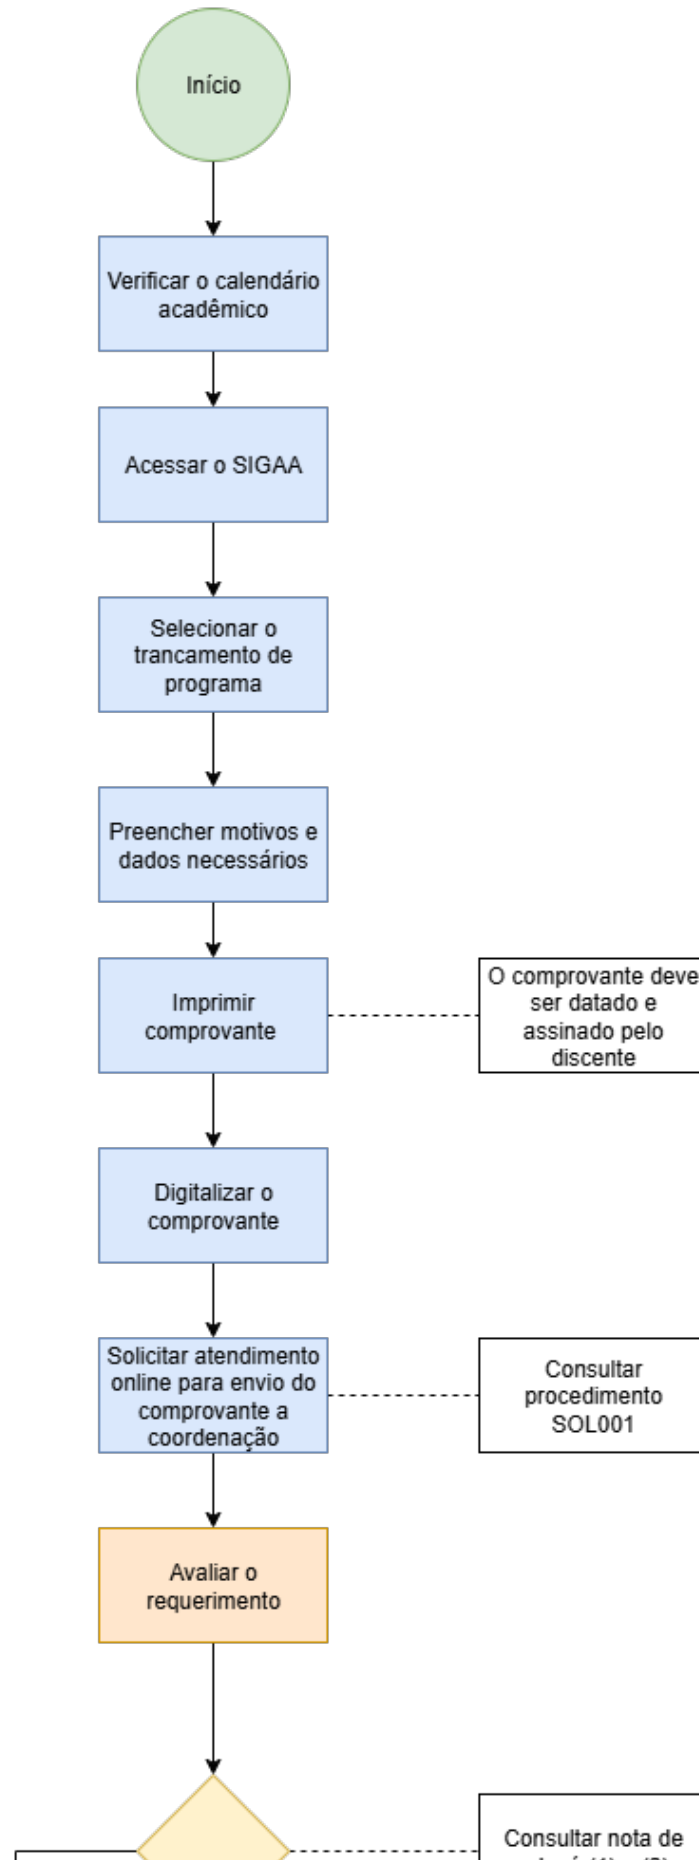 Início
Verificar o calendário
acadêmico
Acessar o SIGAA
Selecionar o
trancamento de
programa
Preencher motivos e
dados necessários
Imprimir
comprovante
O comprovante deve
ser datado e
assinado pelo
discente
Digitalizar o
comprovante
Solicitar atendimento
online para envio do
comprovante a
coordenação
Consultar
procedimento
SOL001
Avaliar o
requerimento
Consultar nota de